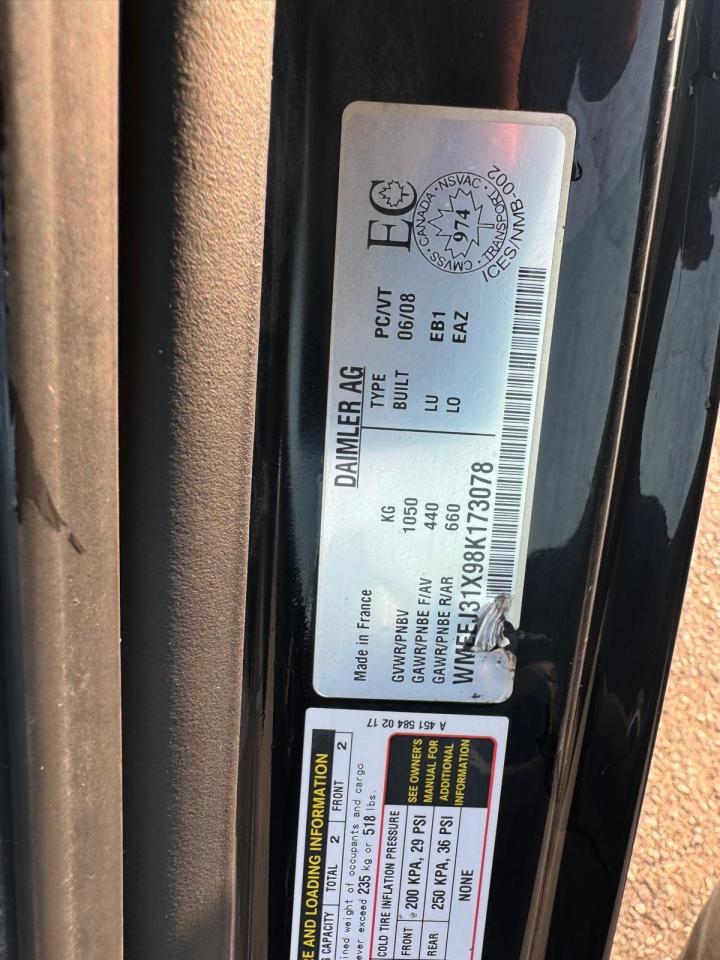 DAIMLER AG
Made in France
TYPE PC/VT
KG BUILT 06/08
GVWR/PNBV 1050
GAWR/PNBE F/AV 440 LU EB1
GAWR/PNBE R/AR 660 LO EAZ
WMEEJ31X98K173078
EC
CMVSS · CANADA · NSVAC · TRANSPORT ·
974
ICES/NMB-002
A 451 584 02 17
E AND LOADING INFORMATION
CAPACITY TOTAL 2 FRONT 2
ined weight of occupants and cargo
ever exceed 235 kg or 518 lbs.
COLD TIRE INFLATION PRESSURE
FRONT 200 KPA, 29 PSI
REAR 250 KPA, 36 PSI
NONE
SEE OWNER'S
MANUAL FOR
ADDITIONAL
INFORMATION